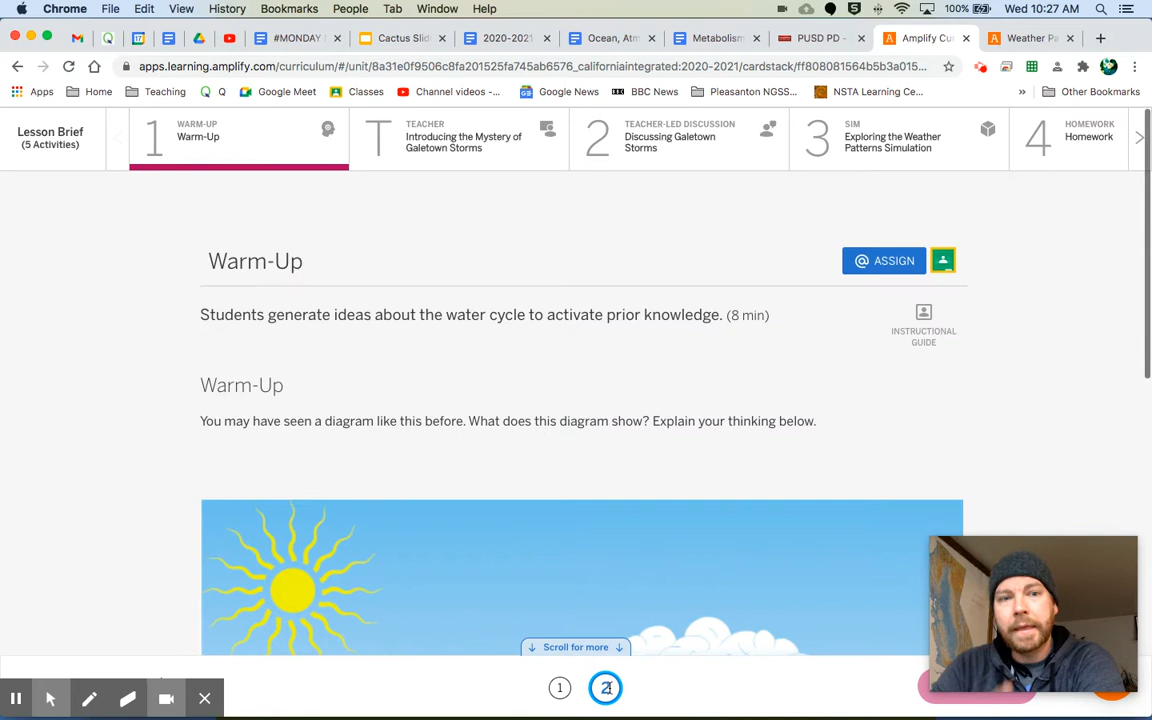 Chrome File Edit View History Bookmarks People Tab Window Help 100% Wed 10:27 AM
#MONDAY Cactus Slid 2020-2021 Ocean, Atm Metabolism PUSD PD - Amplify Cur Weather Pa
apps.learning.amplify.com/curriculum/#/unit/8a31e0f9506c8fa201525fa745ab6576_californiaintegrated:2020-2021/cardstack/ff808081564b5b3a015...
Apps Home Teaching Q Google Meet Classes Channel videos -... Google News BBC News Pleasanton NGSS... NSTA Learning Ce... » Other Bookmarks
Lesson Brief
(5 Activities)
1
WARM-UP
Warm-Up
T
TEACHER
Introducing the Mystery of
Galetown Storms
2
TEACHER-LED DISCUSSION
Discussing Galetown
Storms
3
SIM
Exploring the Weather
Patterns Simulation
4
HOMEWORK
Homework
Warm-Up
@ ASSIGN
Students generate ideas about the water cycle to activate prior knowledge. (8 min)
INSTRUCTIONAL
GUIDE
Warm-Up
You may have seen a diagram like this before. What does this diagram show? Explain your thinking below.
↓ Scroll for more ↓
1 2